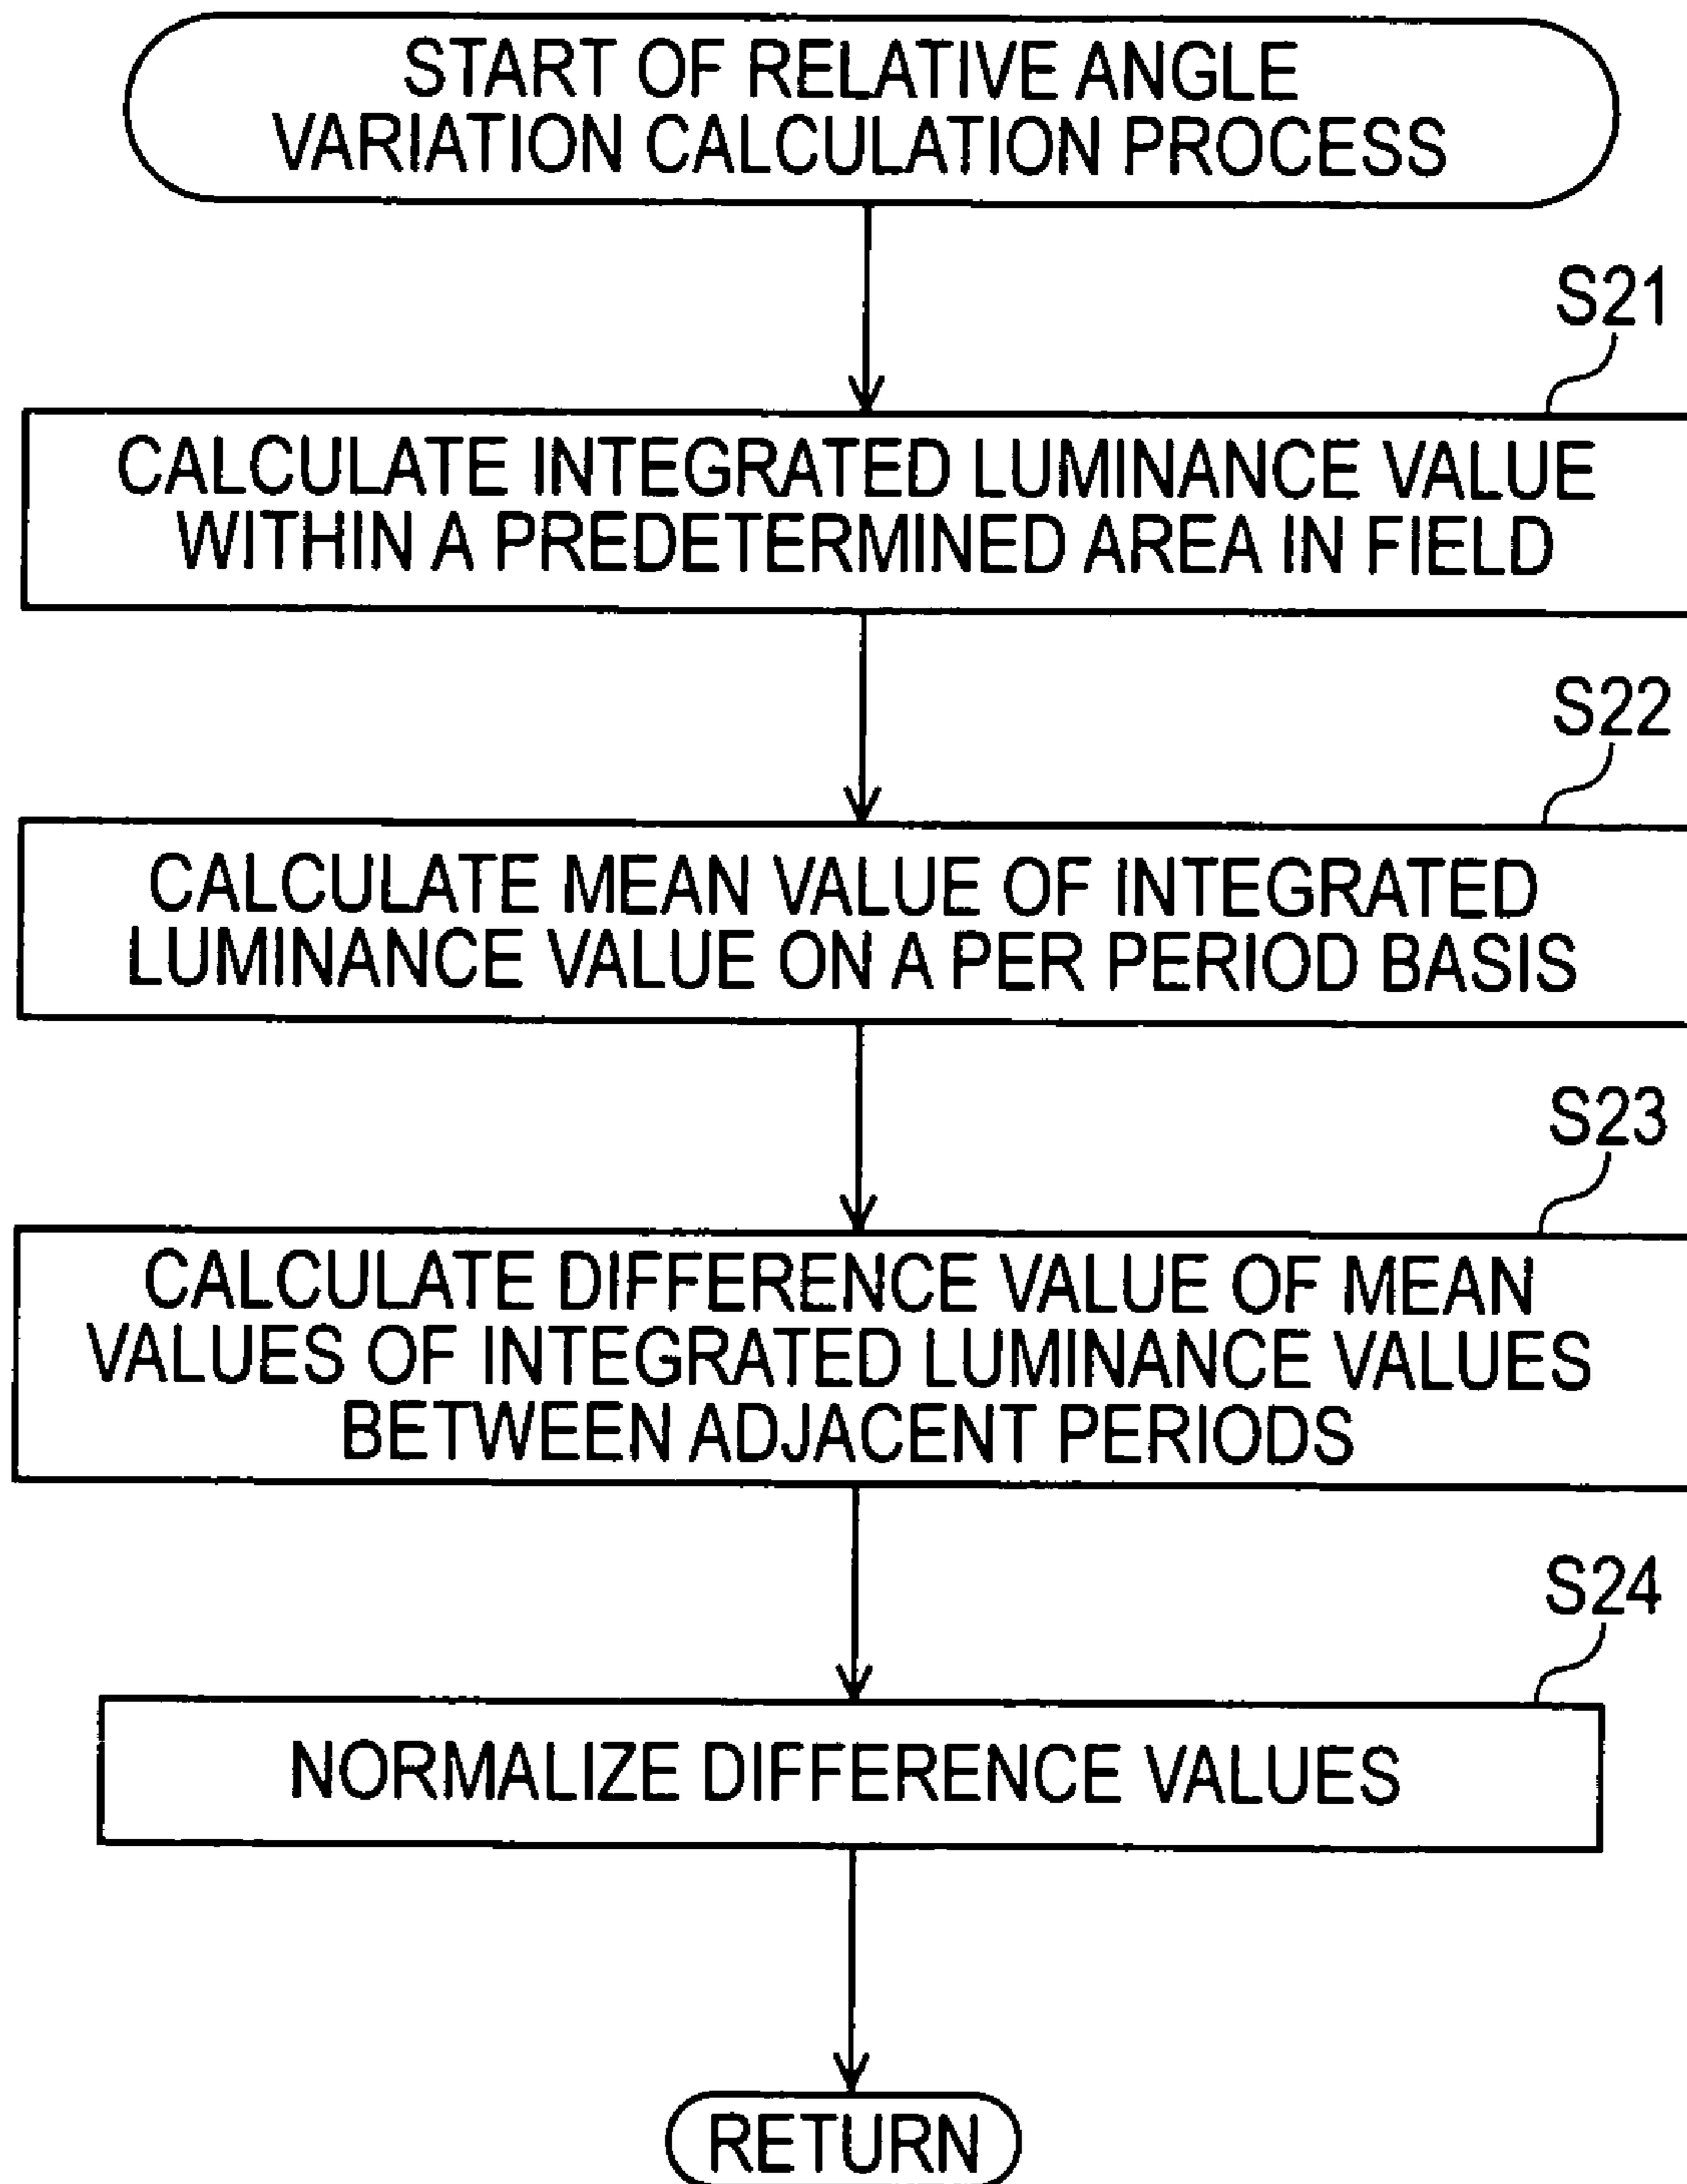 START OF RELATIVE ANGLE
VARIATION CALCULATION PROCESS
S21
CALCULATE INTEGRATED LUMINANCE VALUE
WITHIN A PREDETERMINED AREA IN FIELD
S22
CALCULATE MEAN VALUE OF INTEGRATED
LUMINANCE VALUE ON A PER PERIOD BASIS
S23
CALCULATE DIFFERENCE VALUE OF MEAN
VALUES OF INTEGRATED LUMINANCE VALUES
BETWEEN ADJACENT PERIODS
S24
NORMALIZE DIFFERENCE VALUES
RETURN